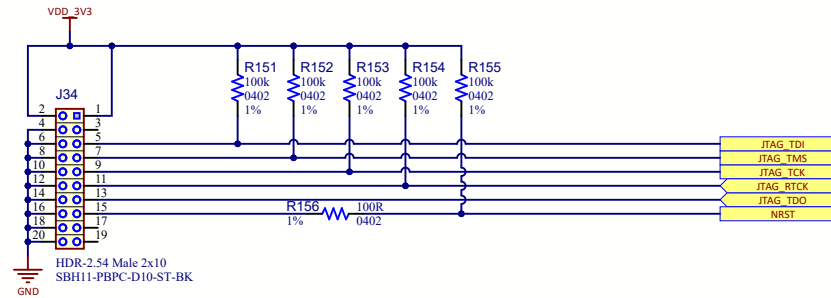 VDD_3V3
R151
100k
0402
1%
R152
100k
0402
1%
R153
100k
0402
1%
R154
100k
0402
1%
R155
100k
0402
1%
J34
2 1
4 3
6 5
8 7
10 9
12 11
14 13
16 15
18 17
20 19
JTAG_TDI
JTAG_TMS
JTAG_TCK
JTAG_RTCK
JTAG_TDO
NRST
R156 100R
1% 0402
HDR-2.54 Male 2x10
SBH11-PBPC-D10-ST-BK
GND